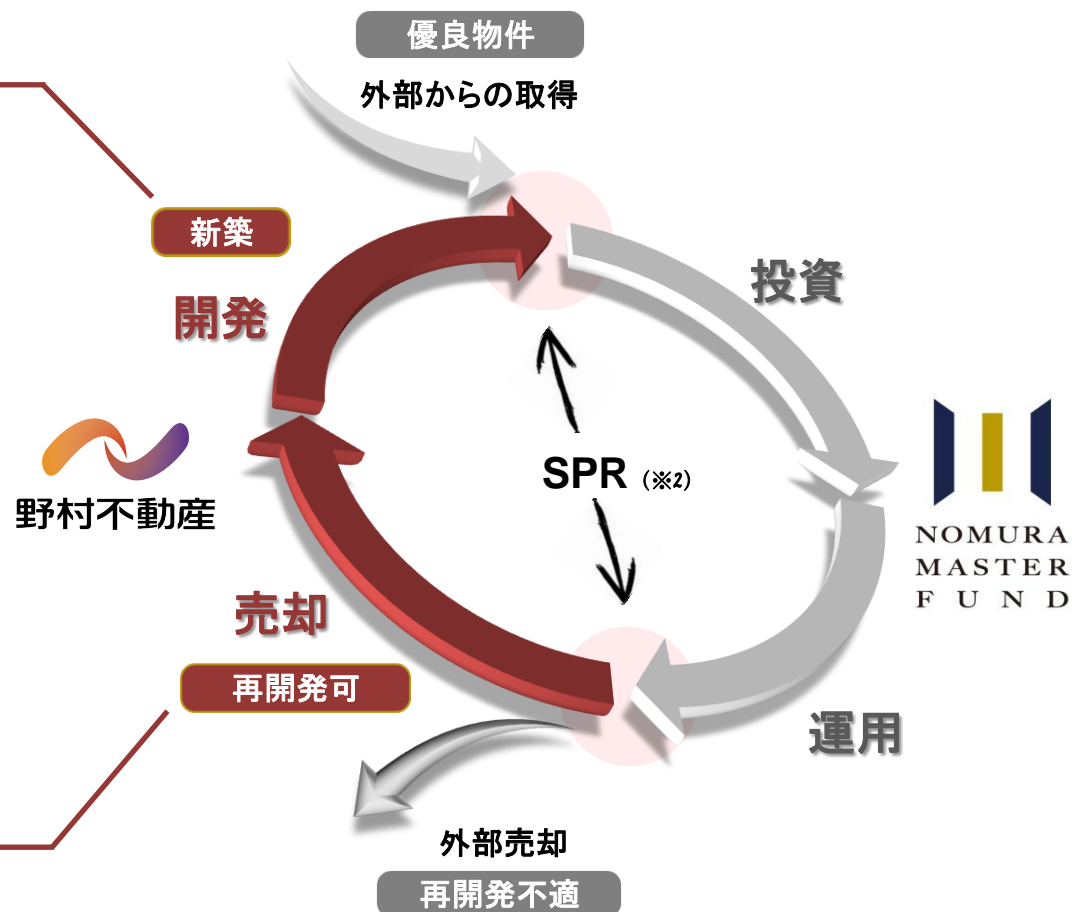 優良物件
外部からの取得
新築
開発
投資
SPR (※2)
野村不動産
NOMURA
MASTER
FUND
売却
再開発可
運用
外部売却
再開発不適